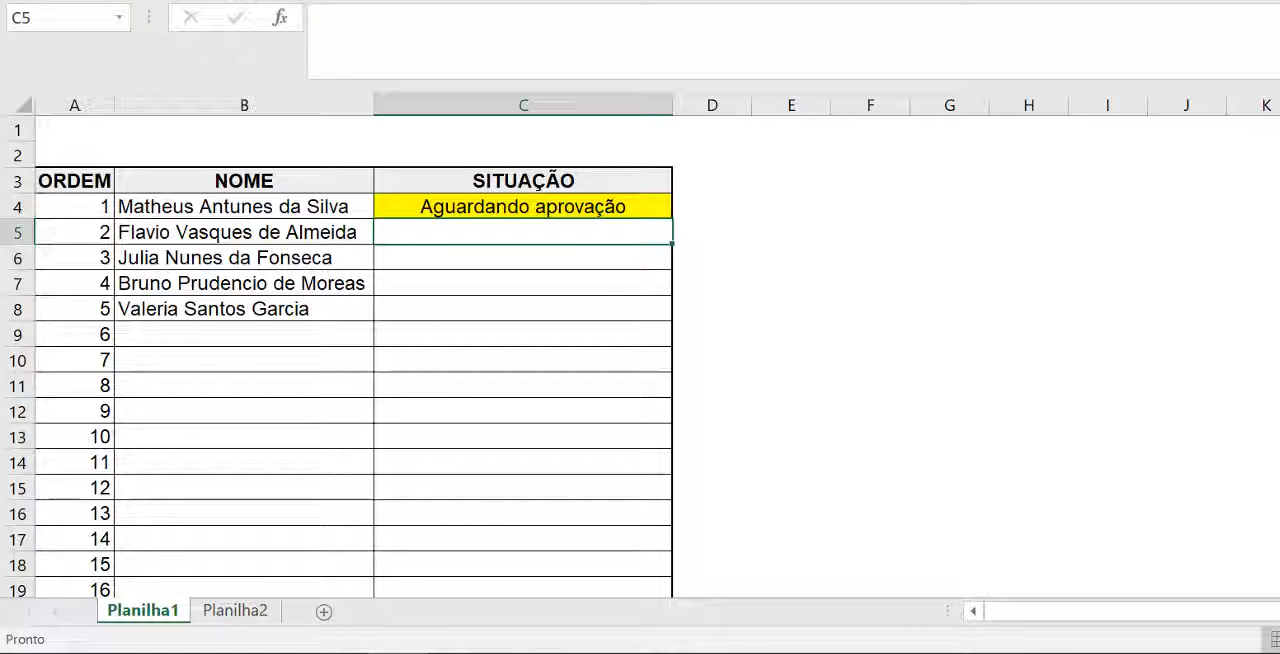 C5
fx
A B C D E F G H I J K
1
2
3 ORDEM NOME SITUAÇÃO
4 1 Matheus Antunes da Silva Aguardando aprovação
5 2 Flavio Vasques de Almeida
6 3 Julia Nunes da Fonseca
7 4 Bruno Prudencio de Moreas
8 5 Valeria Santos Garcia
9 6
10 7
11 8
12 9
13 10
14 11
15 12
16 13
17 14
18 15
19 16
Planilha1 Planilha2
Pronto